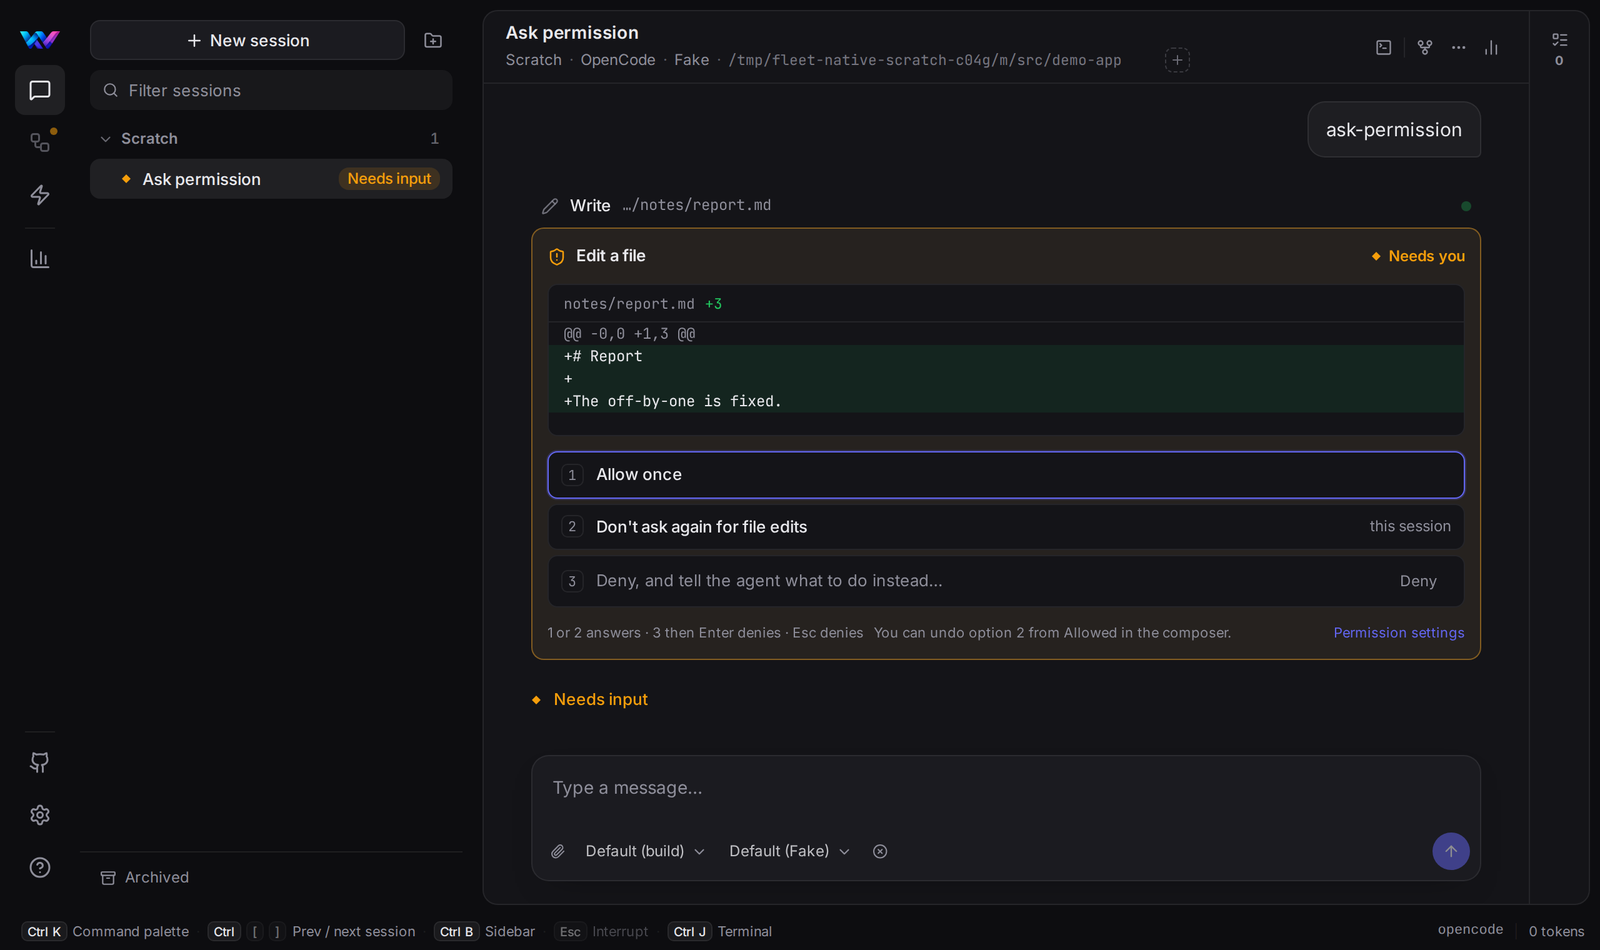 New session
Filter sessions
Scratch 1
Ask permission Needs input
Archived
Ask permission
Scratch · OpenCode · Fake · /tmp/fleet-native-scratch-c04g/m/src/demo-app
0
ask-permission
Write …/notes/report.md
Edit a file Needs you
notes/report.md +3
@@ -0,0 +1,3 @@
+# Report
+
+The off-by-one is fixed.
1 Allow once
2 Don't ask again for file edits this session
3 Deny, and tell the agent what to do instead... Deny
1 or 2 answers · 3 then Enter denies · Esc denies You can undo option 2 from Allowed in the composer. Permission settings
Needs input
Type a message...
Default (build) Default (Fake)
Ctrl K Command palette · Ctrl [ ] Prev / next session · Ctrl B Sidebar · Esc Interrupt · Ctrl J Terminal opencode 0 tokens